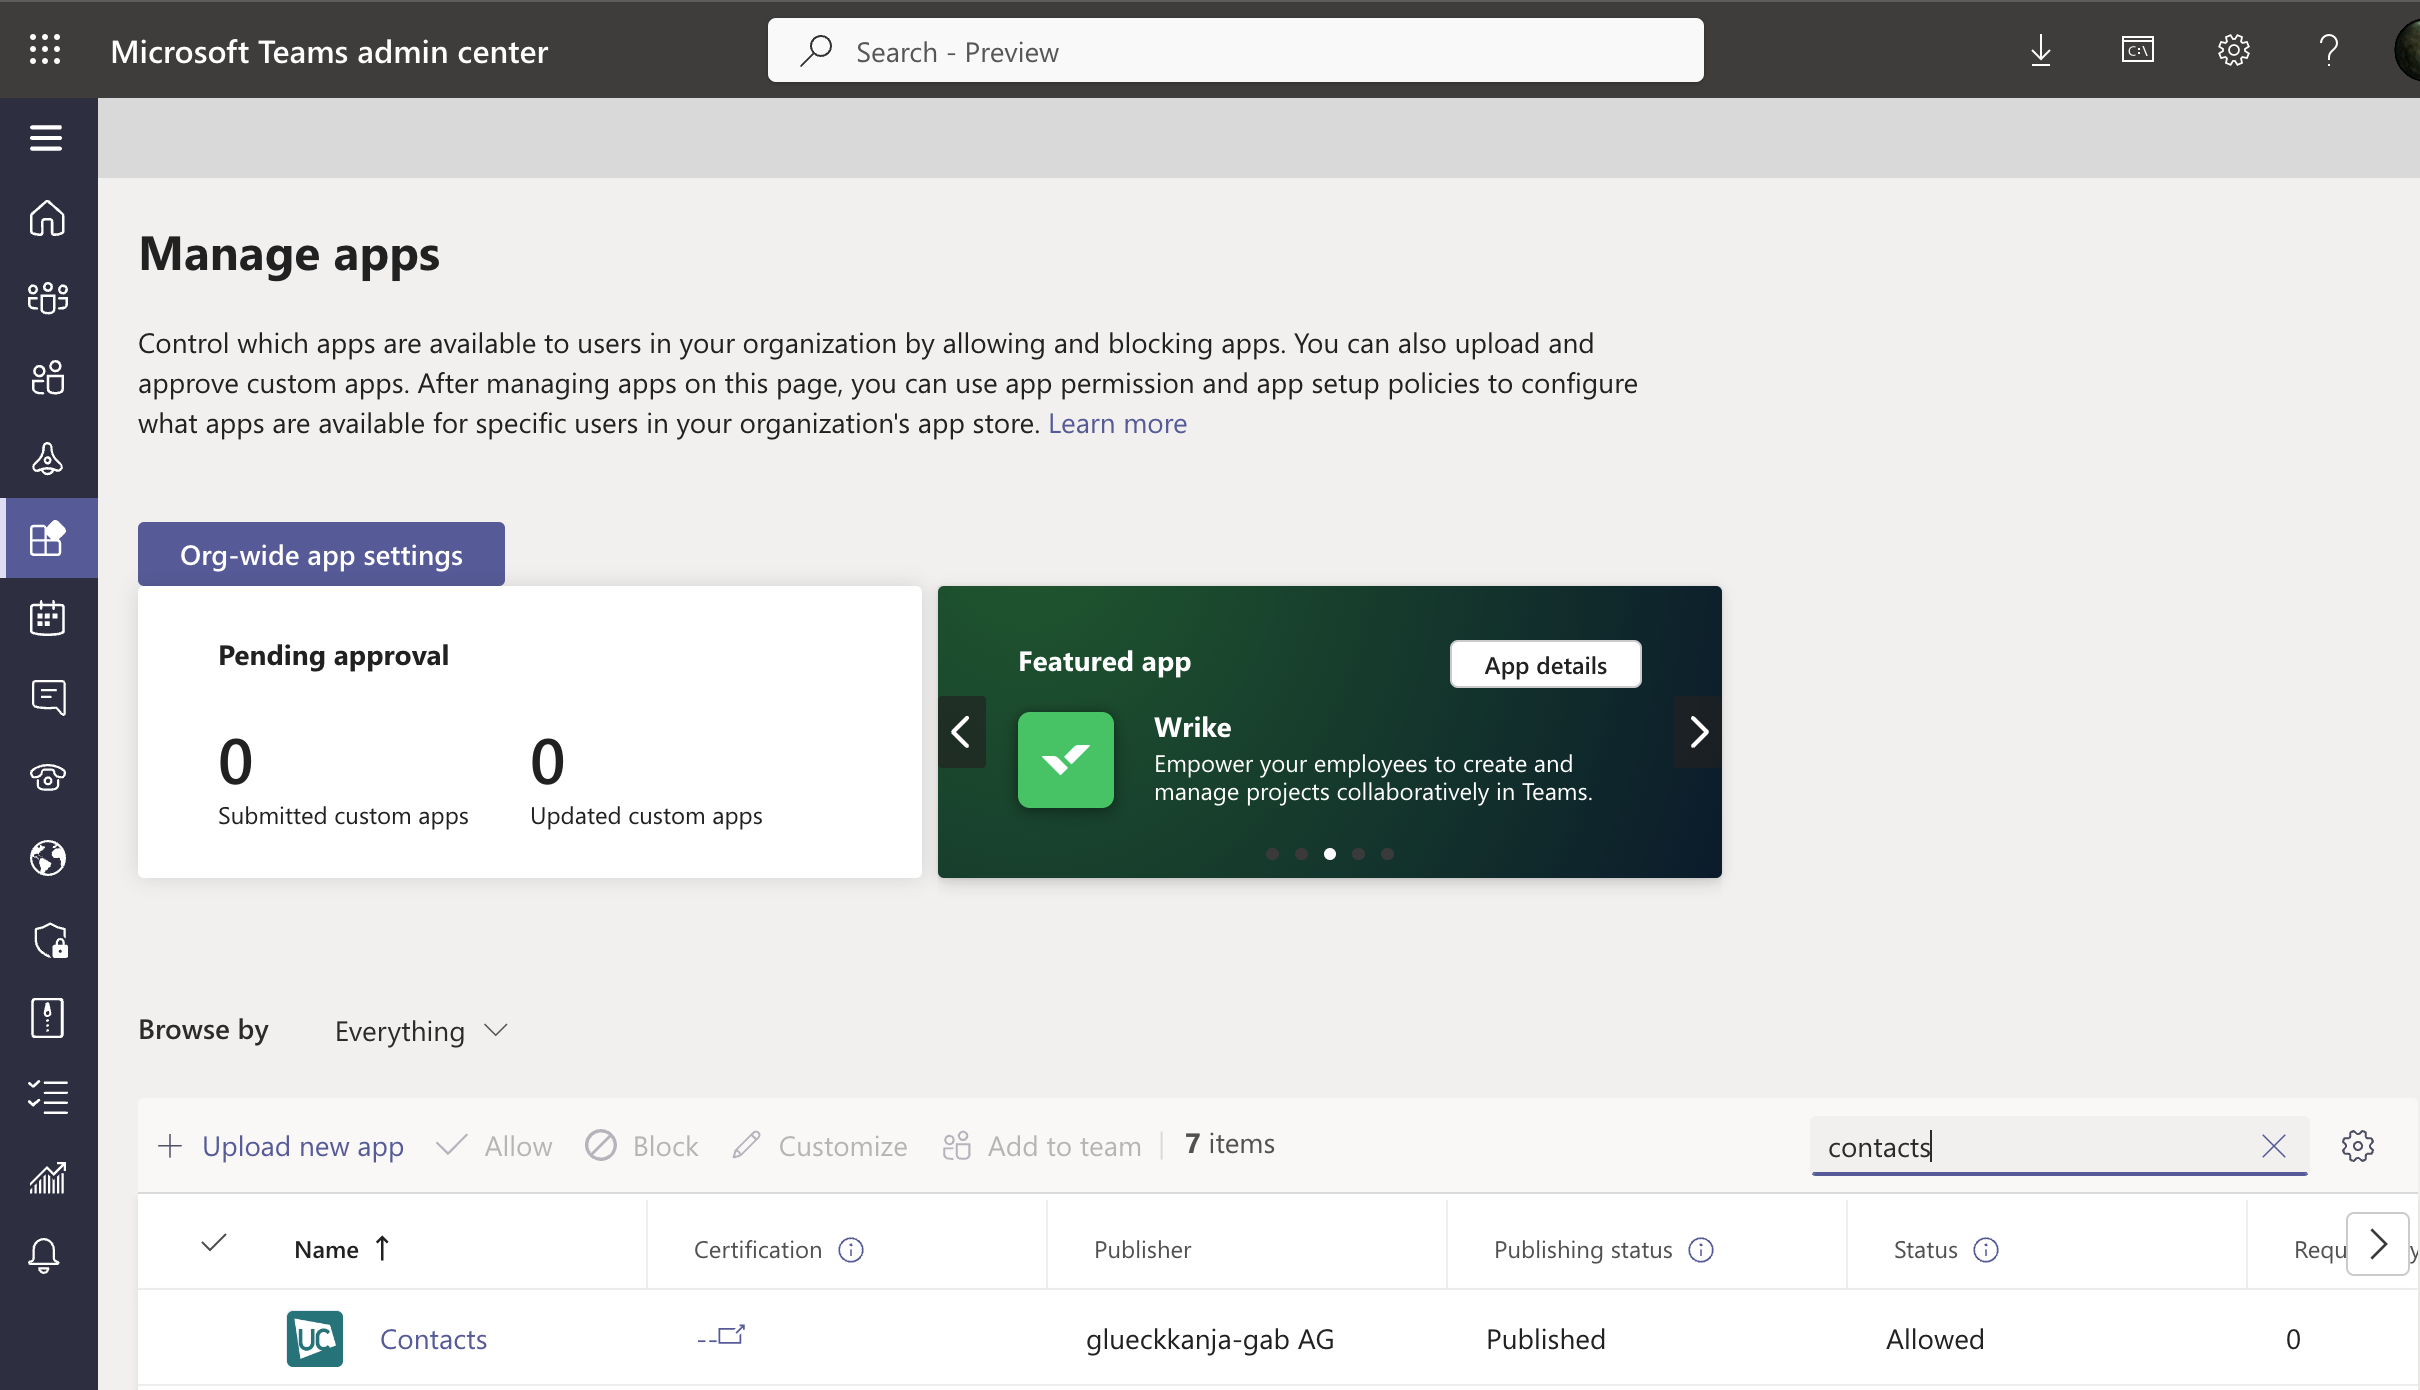 Microsoft Teams admin center
Search - Preview
C:\
Manage apps
Control which apps are available to users in your organization by allowing and blocking apps. You can also upload and
approve custom apps. After managing apps on this page, you can use app permission and app setup policies to configure
what apps are available for specific users in your organization's app store. Learn more
Org-wide app settings
Pending approval
0
Submitted custom apps
0
Updated custom apps
Featured app
App details
Wrike
Empower your employees to create and
manage projects collaboratively in Teams.
Browse by Everything
Upload new app Allow Block Customize Add to team 7 items contacts
Name ↑ Certification Publisher Publishing status Status
UC Contacts -- glueckkanja-gab AG Published Allowed 0